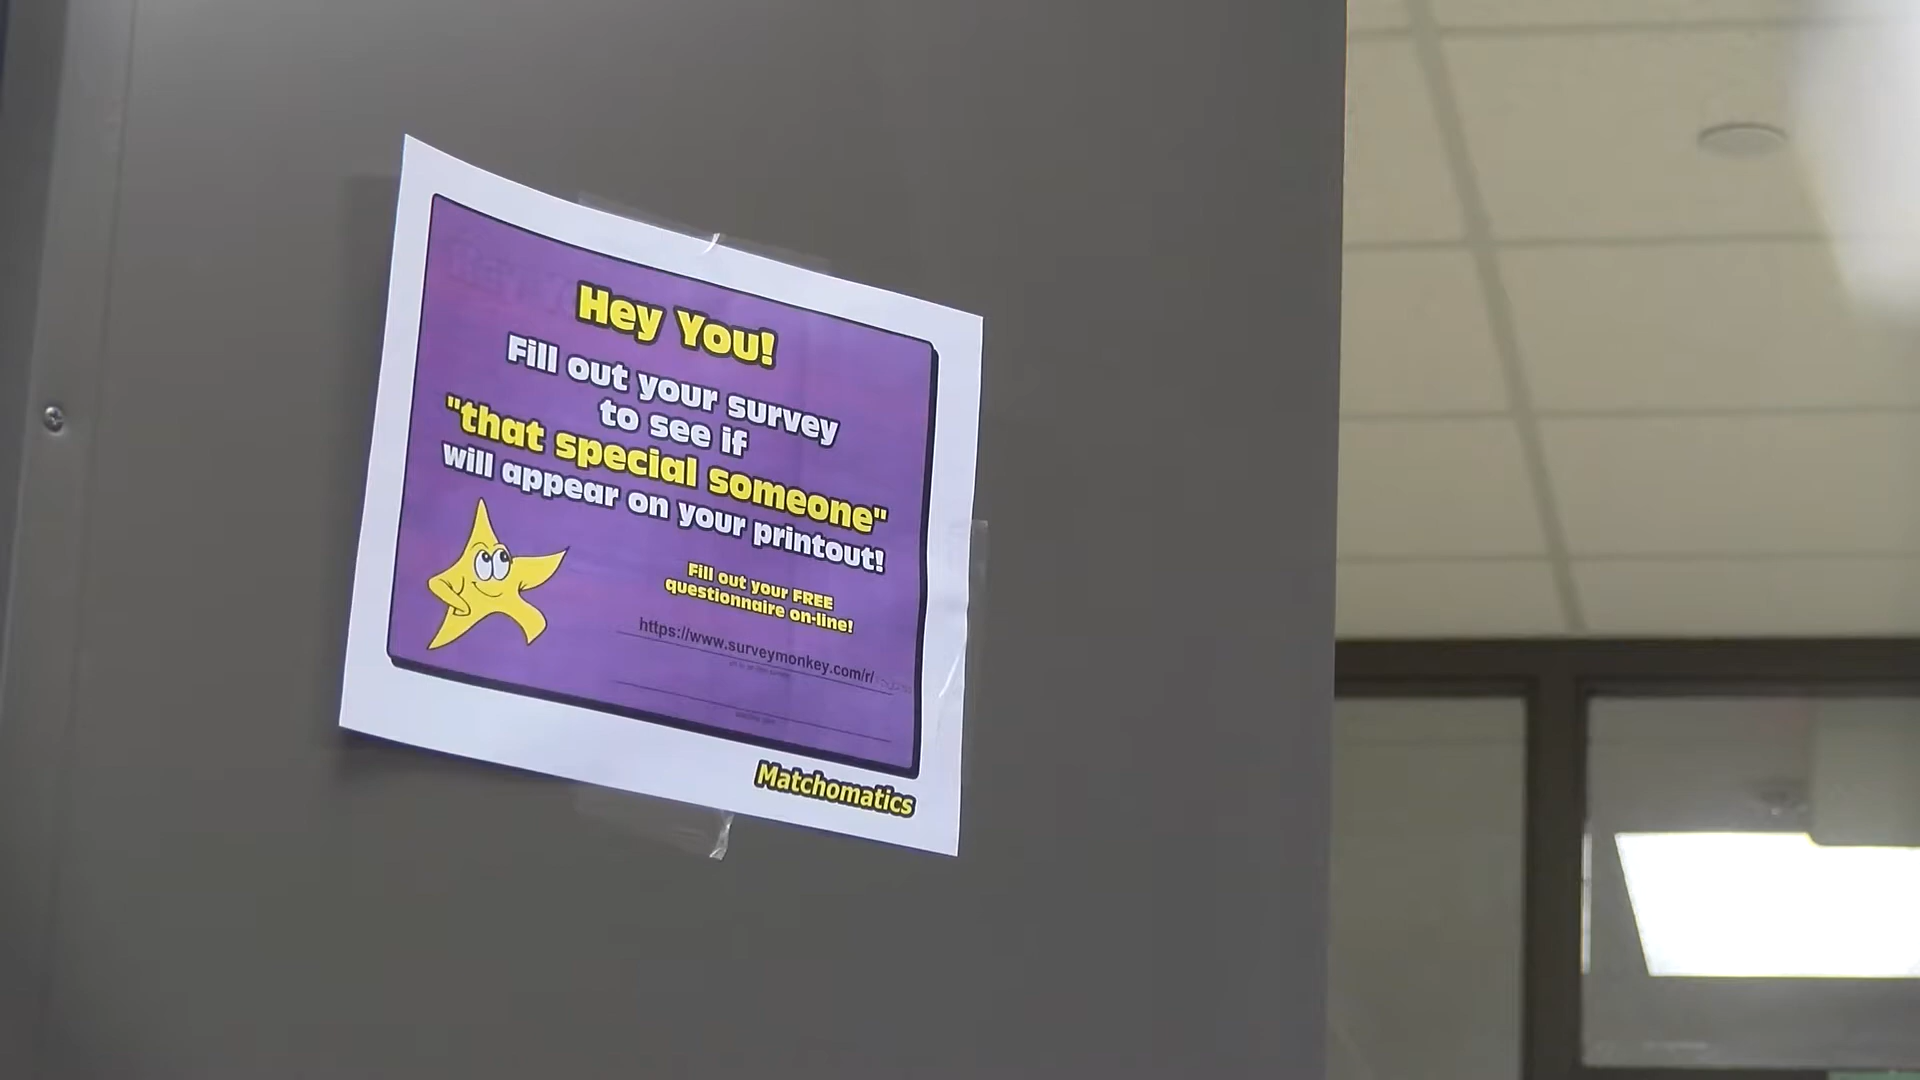 Hey You!
Fill out your survey
to see if
"that special someone"
will appear on your printout!
Fill out your FREE
questionnaire on-line!
https://www.surveymonkey.com/r/
Matchomatics